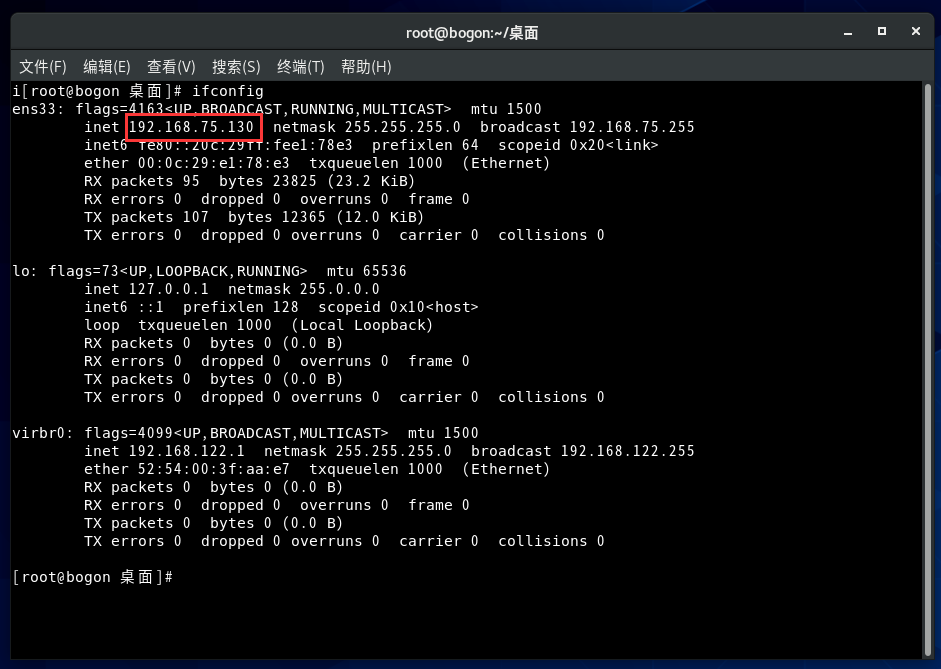 root@bogon:~/桌面
文件(F) 编辑(E) 查看(V) 搜索(S) 终端(T) 帮助(H)
i[root@bogon 桌面]# ifconfig
ens33: flags=4163<UP,BROADCAST,RUNNING,MULTICAST>  mtu 1500
        inet 192.168.75.130  netmask 255.255.255.0  broadcast 192.168.75.255
        inet6 fe80::20c:29ff:fee1:78e3  prefixlen 64  scopeid 0x20<link>
        ether 00:0c:29:e1:78:e3  txqueuelen 1000  (Ethernet)
        RX packets 95  bytes 23825 (23.2 KiB)
        RX errors 0  dropped 0  overruns 0  frame 0
        TX packets 107  bytes 12365 (12.0 KiB)
        TX errors 0  dropped 0 overruns 0  carrier 0  collisions 0

lo: flags=73<UP,LOOPBACK,RUNNING>  mtu 65536
        inet 127.0.0.1  netmask 255.0.0.0
        inet6 ::1  prefixlen 128  scopeid 0x10<host>
        loop  txqueuelen 1000  (Local Loopback)
        RX packets 0  bytes 0 (0.0 B)
        RX errors 0  dropped 0  overruns 0  frame 0
        TX packets 0  bytes 0 (0.0 B)
        TX errors 0  dropped 0 overruns 0  carrier 0  collisions 0

virbr0: flags=4099<UP,BROADCAST,MULTICAST>  mtu 1500
        inet 192.168.122.1  netmask 255.255.255.0  broadcast 192.168.122.255
        ether 52:54:00:3f:aa:e7  txqueuelen 1000  (Ethernet)
        RX packets 0  bytes 0 (0.0 B)
        RX errors 0  dropped 0  overruns 0  frame 0
        TX packets 0  bytes 0 (0.0 B)
        TX errors 0  dropped 0 overruns 0  carrier 0  collisions 0

[root@bogon 桌面]#